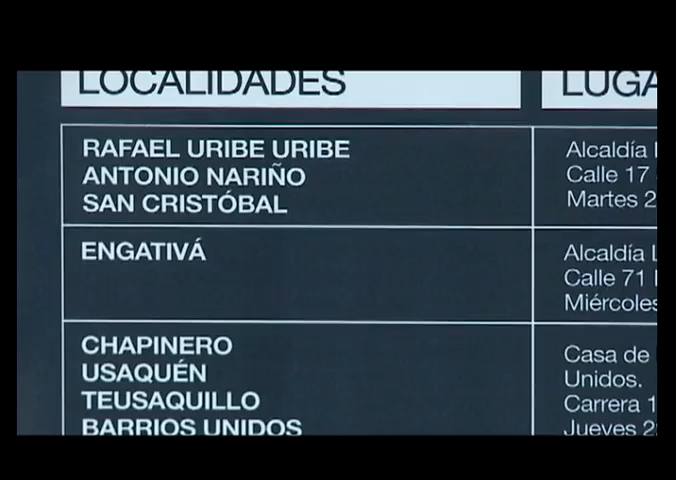 LOCALIDADES
RAFAEL URIBE URIBE
ANTONIO NARIÑO
SAN CRISTÓBAL
ENGATIVÁ
CHAPINERO
USAQUÉN
TEUSAQUILLO
BARRIOS UNIDOS
LUGA
Alcaldía
Calle 17
Martes 2
Alcaldía L
Calle 71
Miércoles
Casa de
Unidos.
Carrera 1
Jueves 2